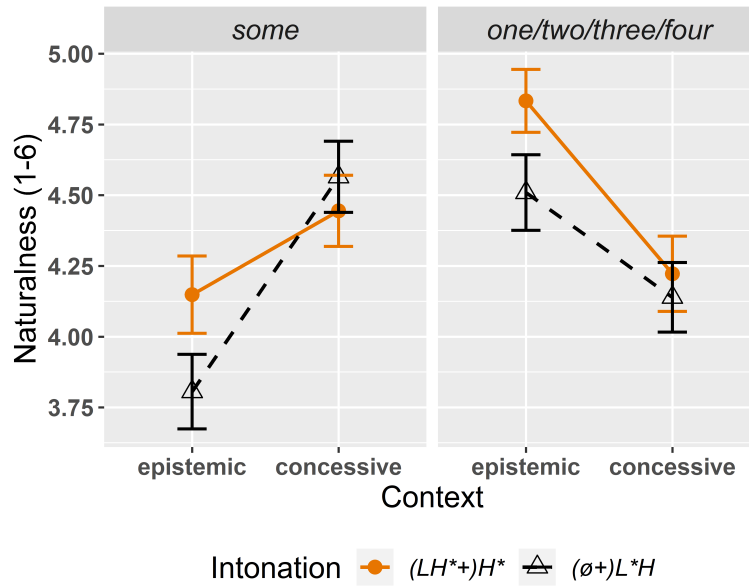 some one/two/three/four
5.00
4.75
4.50
4.25
4.00
3.75
Naturalness (1-6)
epistemic concessive epistemic concessive
Context
Intonation (LH*+)H* (ø+)L*H